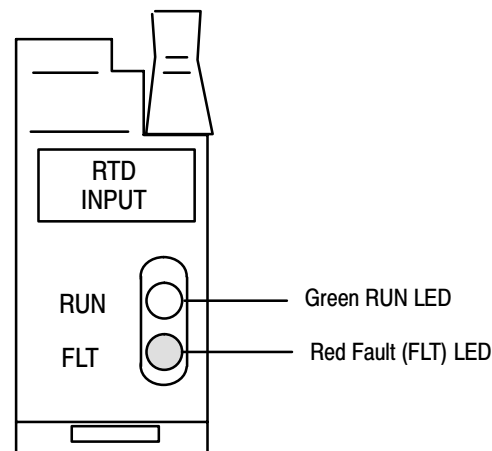 RTD
INPUT
RUN
Green RUN LED
FLT
Red Fault (FLT) LED